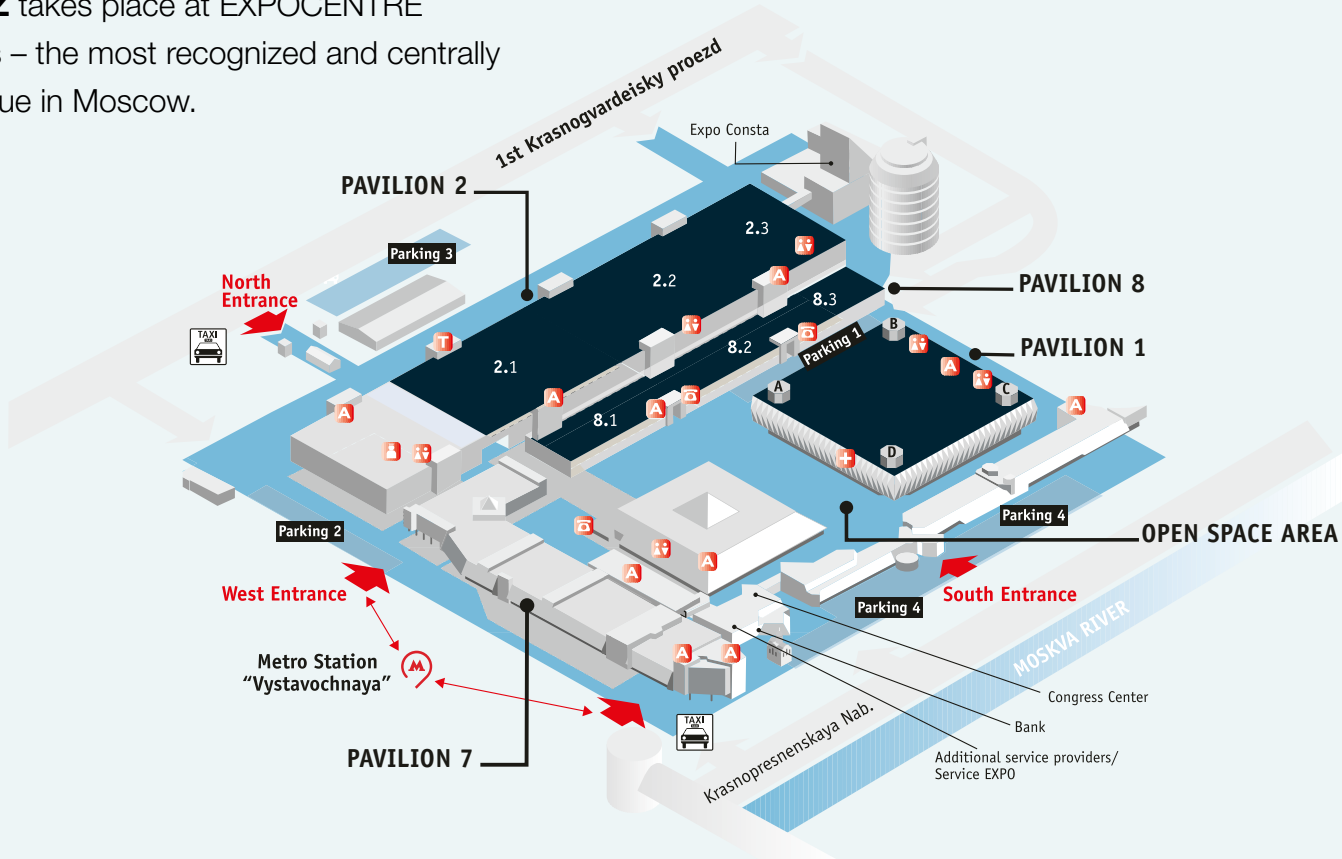 takes place at EXPOCENTRE
– the most recognized and centrally
in Moscow.
1st Krasnogvardeisky proezd
Expo Consta
PAVILION 2
2.3
Parking 3
2.2
North
Entrance
PAVILION 8
8.3
B
TAXI
T
Parking 1
8.2
PAVILION 1
2.1
A
A
A
C
A
A
A
A
8.1
A
D
Parking 4
Parking 2
OPEN SPACE AREA
A
A
West Entrance
South Entrance
Parking 4
MOSKVA RIVER
Metro Station
“Vystavochnaya”
M
A
A
Congress Center
TAXI
Bank
Krasnopresnenskaya Nab.
PAVILION 7
Additional service providers/
Service EXPO